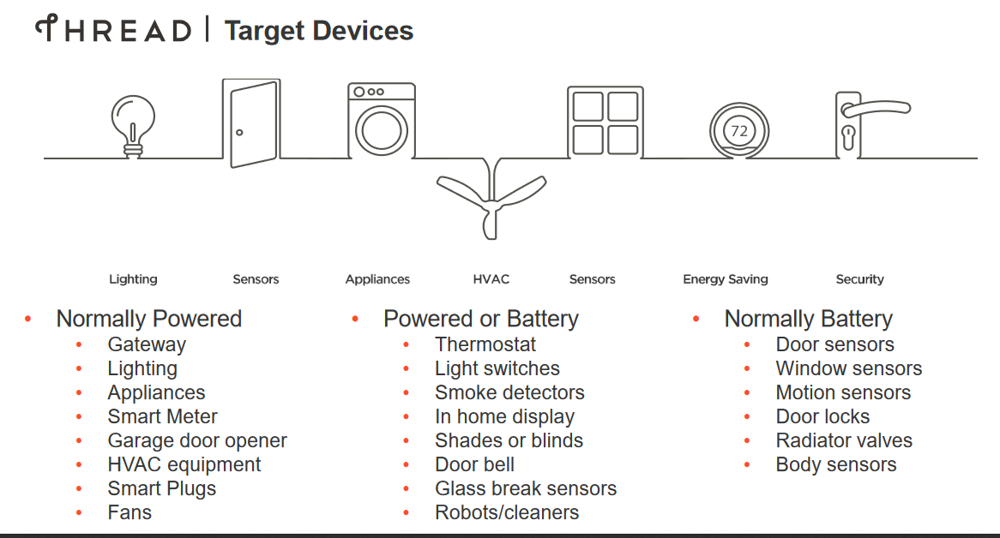 THREAD | Target Devices
72
Lighting Sensors Appliances HVAC Sensors Energy Saving Security
• Normally Powered
• Gateway
• Lighting
• Appliances
• Smart Meter
• Garage door opener
• HVAC equipment
• Smart Plugs
• Fans
• Powered or Battery
• Thermostat
• Light switches
• Smoke detectors
• In home display
• Shades or blinds
• Door bell
• Glass break sensors
• Robots/cleaners
• Normally Battery
• Door sensors
• Window sensors
• Motion sensors
• Door locks
• Radiator valves
• Body sensors